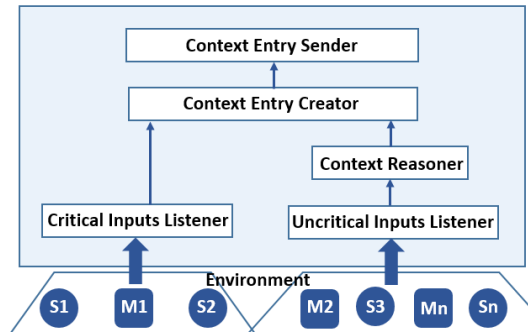 Context Entry Sender
Context Entry Creator
Context Reasoner
Critical Inputs Listener
Uncritical Inputs Listener
Environment
S1 M1 S2 M2 S3 Mn Sn